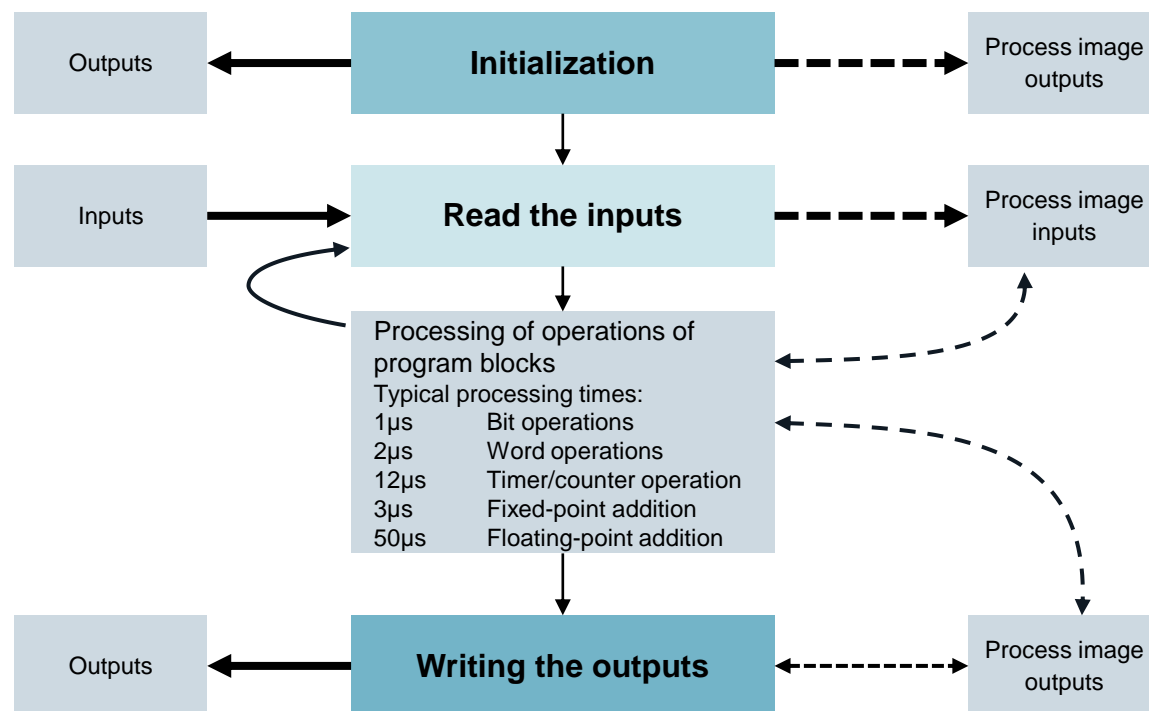 Outputs
Initialization
Process image
outputs
Inputs
Read the inputs
Process image
inputs
Processing of operations of
program blocks
Typical processing times:
1µs Bit operations
2µs Word operations
12µs Timer/counter operation
3µs Fixed-point addition
50µs Floating-point addition
Outputs
Writing the outputs
Process image
outputs